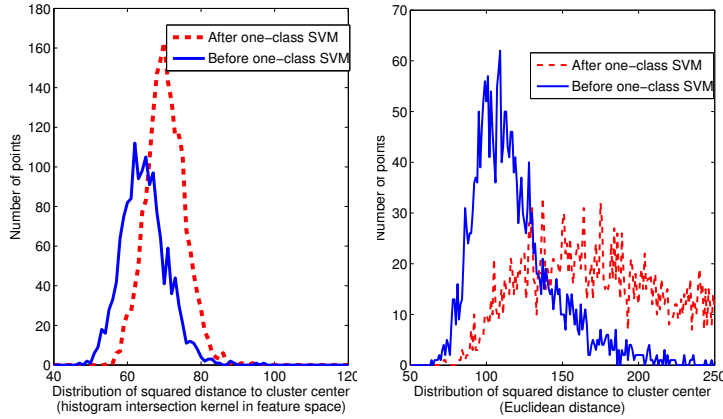 180
160
140
120
100
80
60
40
20
0
40 60 80 100 120
Number of points
After one-class SVM
Before one-class SVM
Distribution of squared distance to cluster center
(histogram intersection kernel in feature space)
70
60
50
40
30
20
10
0
50 100 150 200 250
Number of points
After one-class SVM
Before one-class SVM
Distribution of squared distance to cluster center
(Euclidean distance)